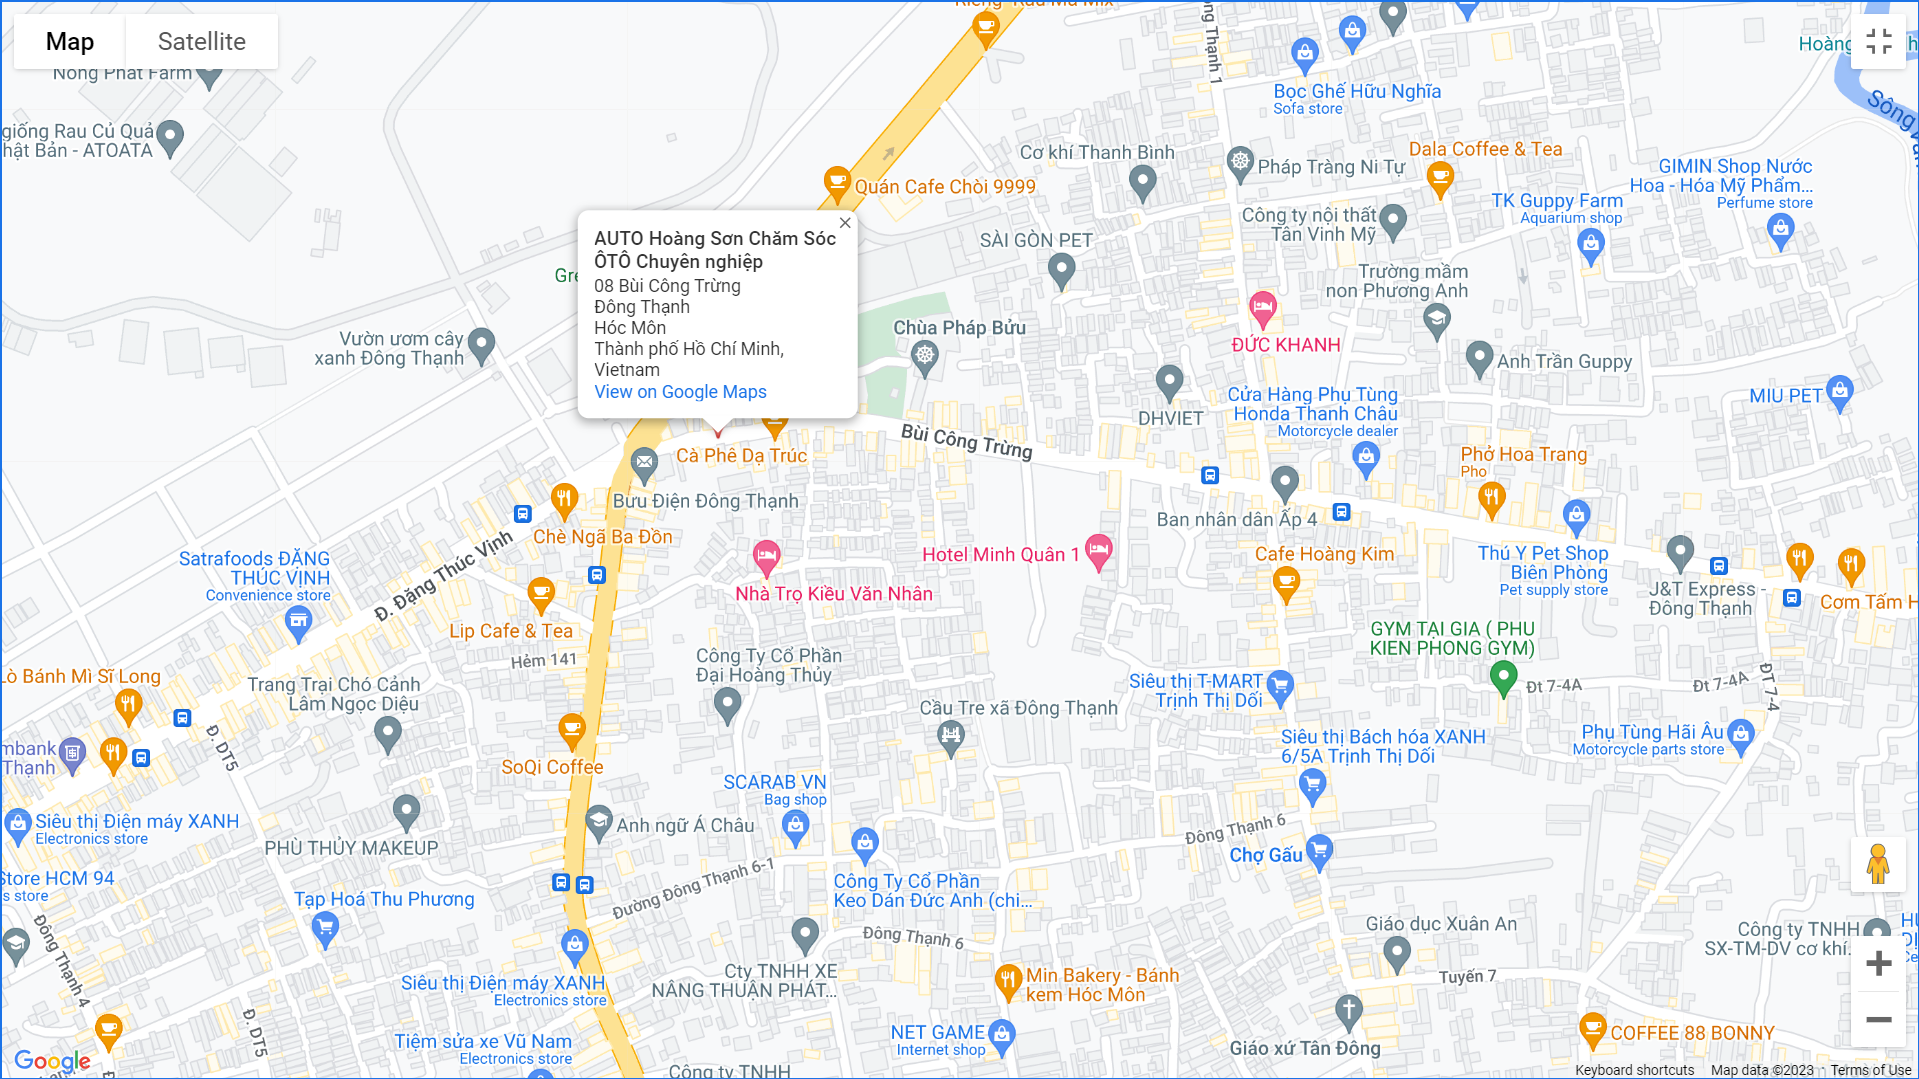 Map
Satellite
Nông Phát Farm
giống Rau Củ Quả
hật Bản - ATOATA
Riêng
Hoàng
Sông
ông Thạnh 1
Bọc Ghế Hữu Nghĩa
Sofa store
Cơ khí Thanh Bình
Pháp Tràng Ni Tự
Dala Coffee & Tea
GIMIN Shop Nước
Hoa - Hóa Mỹ Phẩm...
Perfume store
Quán Cafe Chòi 9999
TK Guppy Farm
Aquarium shop
Công ty nội thất
Tân Vinh Mỹ
SÀI GÒN PET
AUTO Hoàng Sơn Chăm Sóc
ÔTÔ Chuyên nghiệp
08 Bùi Công Trừng
Đông Thạnh
Hóc Môn
Thành phố Hồ Chí Minh,
Vietnam
View on Google Maps
Gre
Trường mầm
non Phương Anh
Vườn ươm cây
xanh Đông Thạnh
Chùa Pháp Bửu
ĐỨC KHANH
Anh Trần Guppy
Cửa Hàng Phụ Tùng
Honda Thanh Châu
Motorcycle dealer
MIU PET
DHVIET
Bùi Công Trừng
Cà Phê Dạ Trúc
Phở Hoa Trang
Pho
Bưu Điện Đông Thạnh
Ban nhân dân Ấp 4
Chè Ngã Ba Đồn
Hotel Minh Quân 1
Cafe Hoàng Kim
Thú Y Pet Shop
Biên Phòng
Pet supply store
Satrafoods ĐẶNG
THÚC VỊNH
Convenience store
Đ. Đặng Thúc Vịnh
Nhà Trọ Kiều Văn Nhân
J&T Express -
Đông Thạnh
Cơm Tấm H
Lip Cafe & Tea
GYM TẠI GIA ( PHU
KIEN PHONG GYM)
Hẻm 141
Công Ty Cổ Phần
Đại Hoàng Thủy
Lò Bánh Mì Sĩ Long
Trang Trại Chó Cảnh
Lâm Ngọc Diệu
Siêu thị T-MART
Trịnh Thị Dối
Đt 7-4A
Đt 7-4A
ĐT 7-4
Cầu Tre xã Đông Thạnh
Đ. DT5
mbank
Thạnh
Siêu thị Bách hóa XANH
6/5A Trịnh Thị Dối
Phụ Tùng Hãi Âu
Motorcycle parts store
SoQi Coffee
SCARAB VN
Bag shop
Siêu thị Điện máy XANH
Electronics store
Anh ngữ Á Châu
Đông Thạnh 6
PHÙ THỦY MAKEUP
Chợ Gấu
Store HCM 94
s store
Đường Đông Thạnh 6-1
Công Ty Cổ Phần
Keo Dán Đức Anh (chi...
Tạp Hoá Thu Phương
Đông Thạnh 4
Đông Thạnh 6
Giáo dục Xuân An
Công ty TNHH
SX-TM-DV cơ khí...
Siêu thị Điện máy XANH
Electronics store
Cty TNHH XE
NÂNG THUẬN PHÁT...
Min Bakery - Bánh
kem Hóc Môn
Tuyến 7
Đ. DT5
Tiệm sửa xe Vũ Nam
Electronics store
NET GAME
Internet shop
Giáo xứ Tân Đông
COFFEE 88 BONNY
Google
Công ty TNHH
Keyboard shortcuts
Map data ©2023
Terms of Use